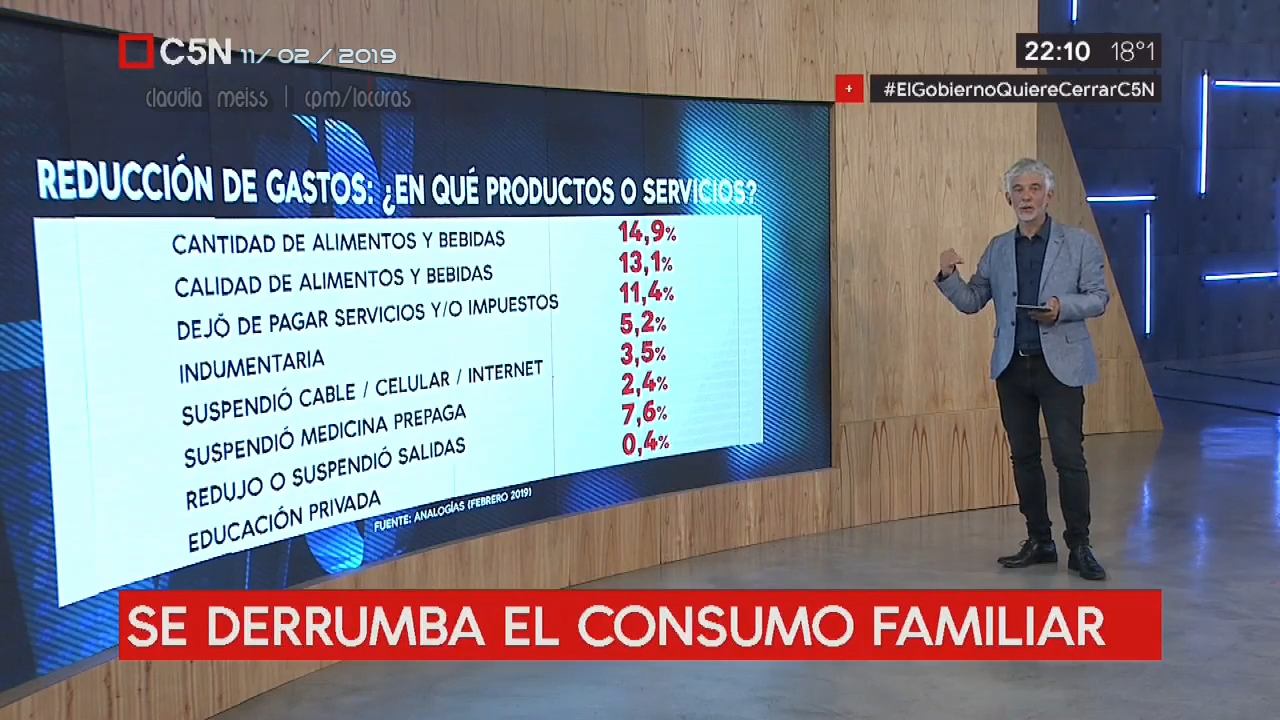 C5N 11/02/2019
claudia meiss | cpm/locuras
22:10 18°1
+ #ElGobiernoQuiereCerrarC5N
REDUCCIÓN DE GASTOS: ¿EN QUÉ PRODUCTOS O SERVICIOS?
CANTIDAD DE ALIMENTOS Y BEBIDAS 14,9%
CALIDAD DE ALIMENTOS Y BEBIDAS 13,1%
DEJÓ DE PAGAR SERVICIOS Y/O IMPUESTOS 11,4%
INDUMENTARIA 5,2%
SUSPENDIÓ CABLE / CELULAR / INTERNET 3,5%
SUSPENDIÓ MEDICINA PREPAGA 2,4%
REDUJO O SUSPENDIÓ SALIDAS 7,6%
EDUCACIÓN PRIVADA 0,4%
FUENTE: ANALOGÍAS (FEBRERO 2019)
SE DERRUMBA EL CONSUMO FAMILIAR